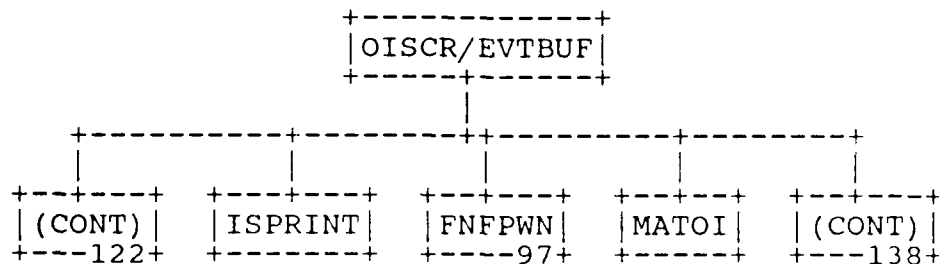 OISCR/EVTBUF
(CONT) ISPRINT FNFPWN MATOI (CONT)
122 97 138